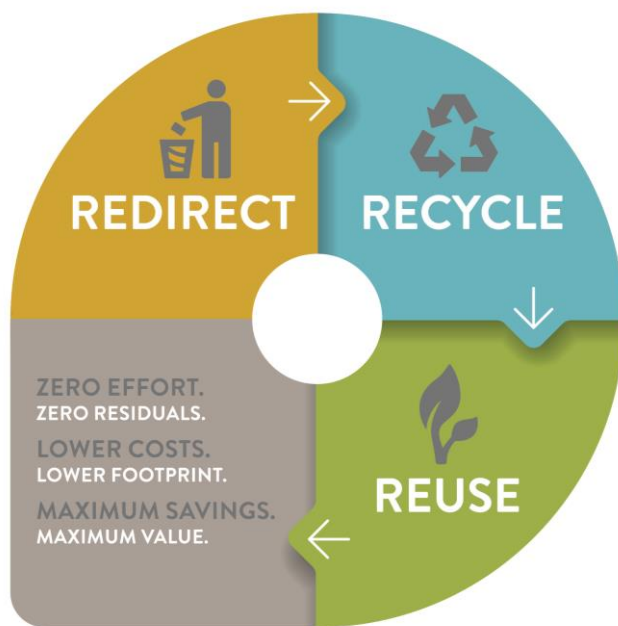 REDIRECT
RECYCLE
REUSE
ZERO EFFORT.
ZERO RESIDUALS.
LOWER COSTS.
LOWER FOOTPRINT.
MAXIMUM SAVINGS.
MAXIMUM VALUE.